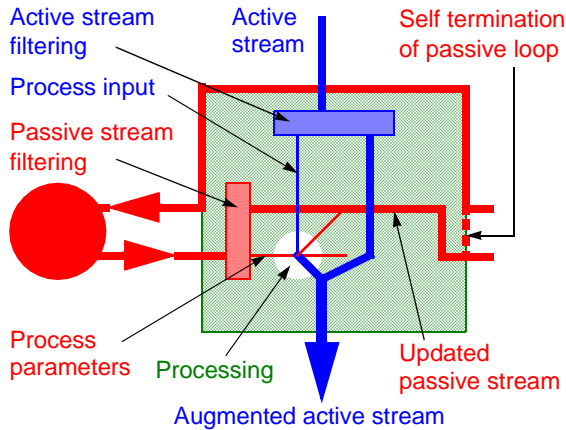 Active stream
filtering
Active
stream
Self termination
of passive loop
Process input
Passive stream
filtering
Process
parameters
Processing
Updated
passive stream
Augmented active stream